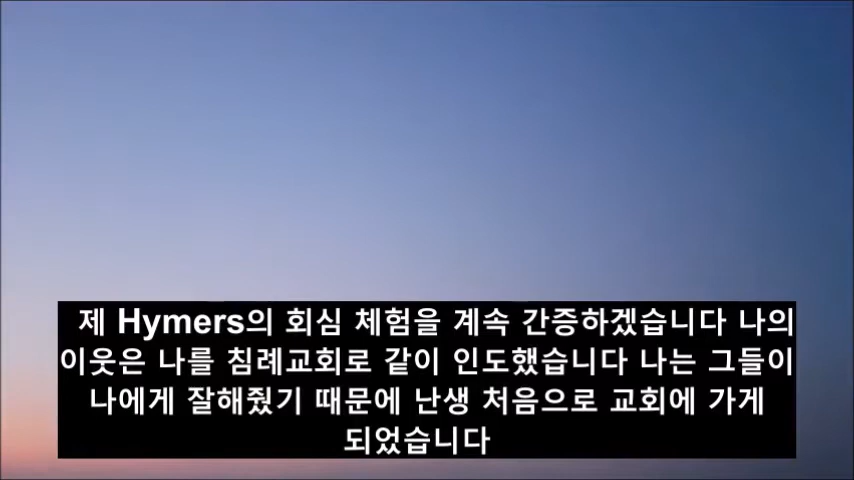 제 Hymers의 회심 체험을 계속 간증하겠습니다 나의
이웃은 나를 침례교회로 같이 인도했습니다 나는 그들이
나에게 잘해줬기 때문에 난생 처음으로 교회에 가게
되었습니다